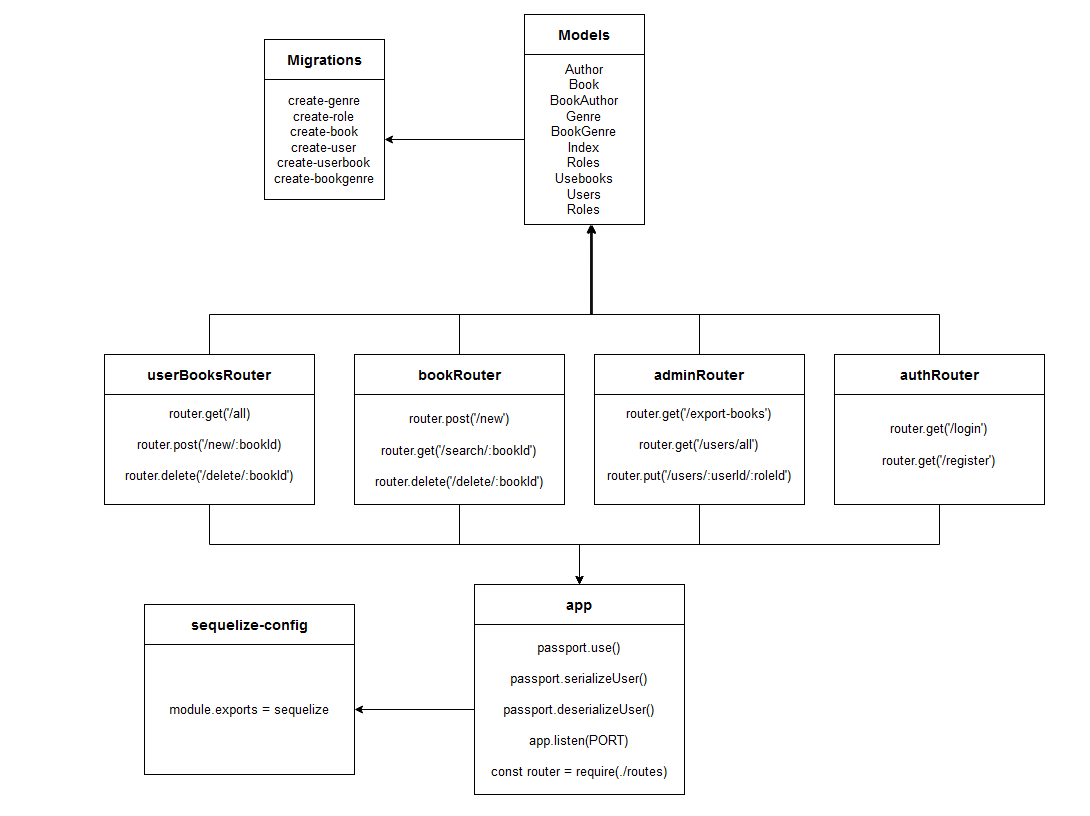 Models
Author
Book
BookAuthor
Genre
BookGenre
Index
Roles
Usebooks
Users
Roles
Migrations
create-genre
create-role
create-book
create-user
create-userbook
create-bookgenre
userBooksRouter
router.get('/all)
router.post('/new/:bookId)
router.delete('/delete/:bookId')
bookRouter
router.post('/new')
router.get('/search/:bookId')
router.delete('/delete/:bookId')
adminRouter
router.get('/export-books')
router.get('/users/all')
router.put('/users/:userId/:roleId')
authRouter
router.get('/login')
router.get('/register')
app
passport.use()
passport.serializeUser()
passport.deserializeUser()
app.listen(PORT)
const router = require(./routes)
sequelize-config
module.exports = sequelize